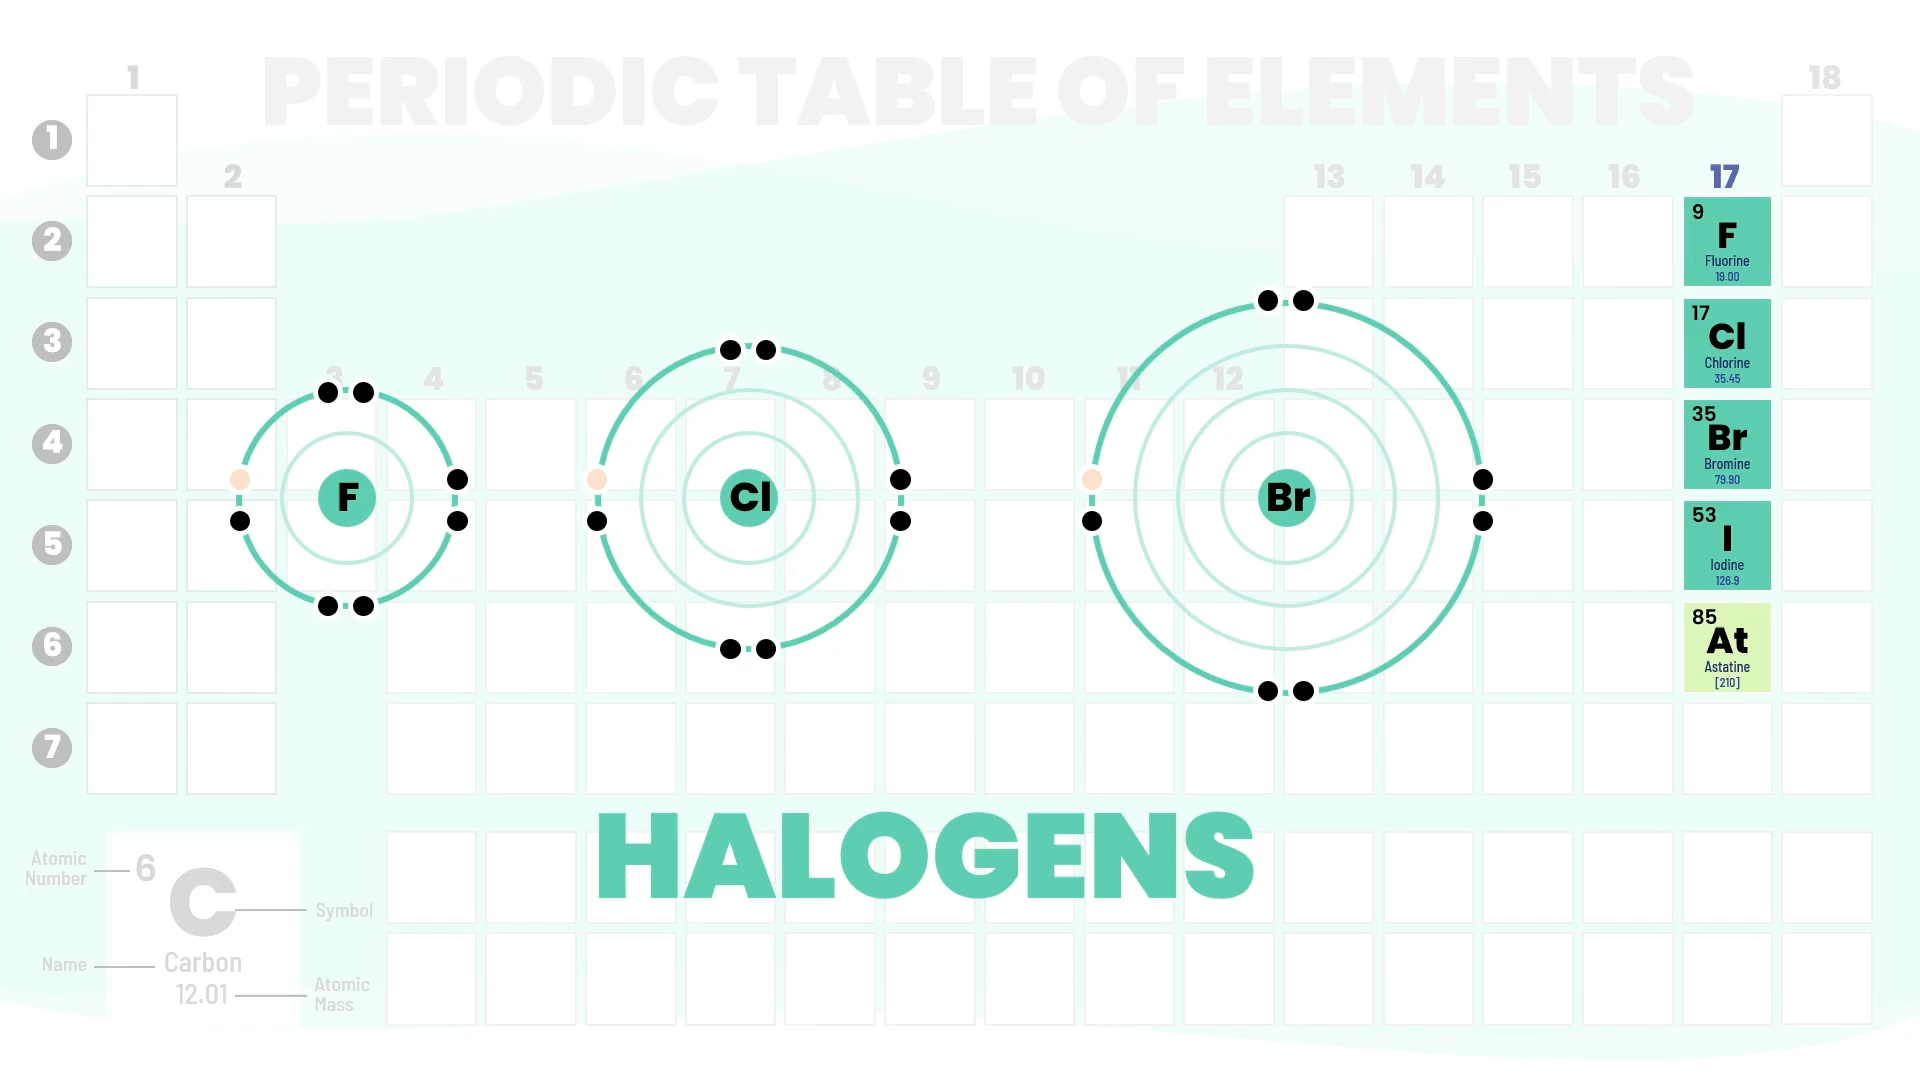 PERIODIC TABLE OF ELEMENTS
1
18
2
13 14 15 16 17
3 4 5 6 7 8 9 10 11 12
1
2
3
4
5
6
7
9
F
Fluorine
19.00
17
Cl
Chlorine
35.45
35
Br
Bromine
79.90
53
I
Iodine
126.9
85
At
Astatine
[210]
F
Cl
Br
HALOGENS
Atomic
Number
6
C
Symbol
Name
Carbon
12.01
Atomic
Mass